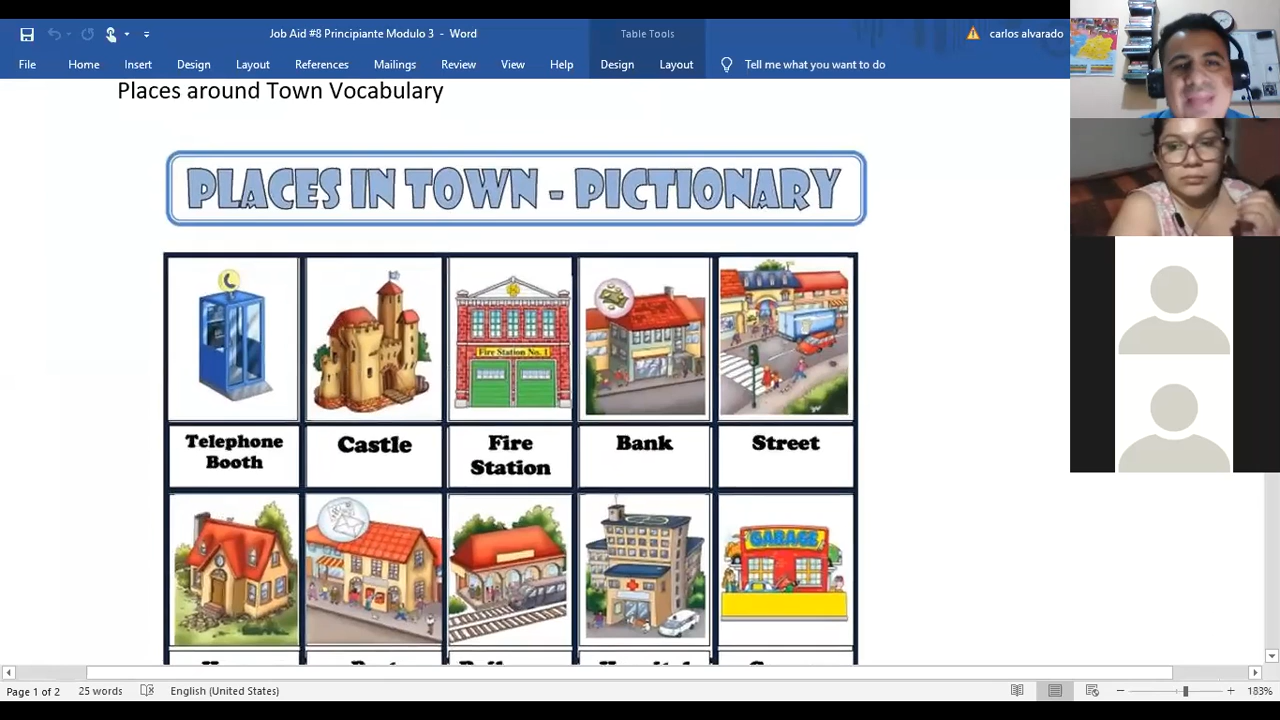 Job Aid #8 Principiante Modulo 3 - Word
Table Tools
carlos alvarado
File Home Insert Design Layout References Mailings Review View Help Design Layout Tell me what you want to do
Places around Town Vocabulary
PLACES IN TOWN - PICTIONARY
Fire Station No. 1
Telephone Booth
Castle
Fire Station
Bank
Street
GARAGE
Page 1 of 2 25 words English (United States) 183%